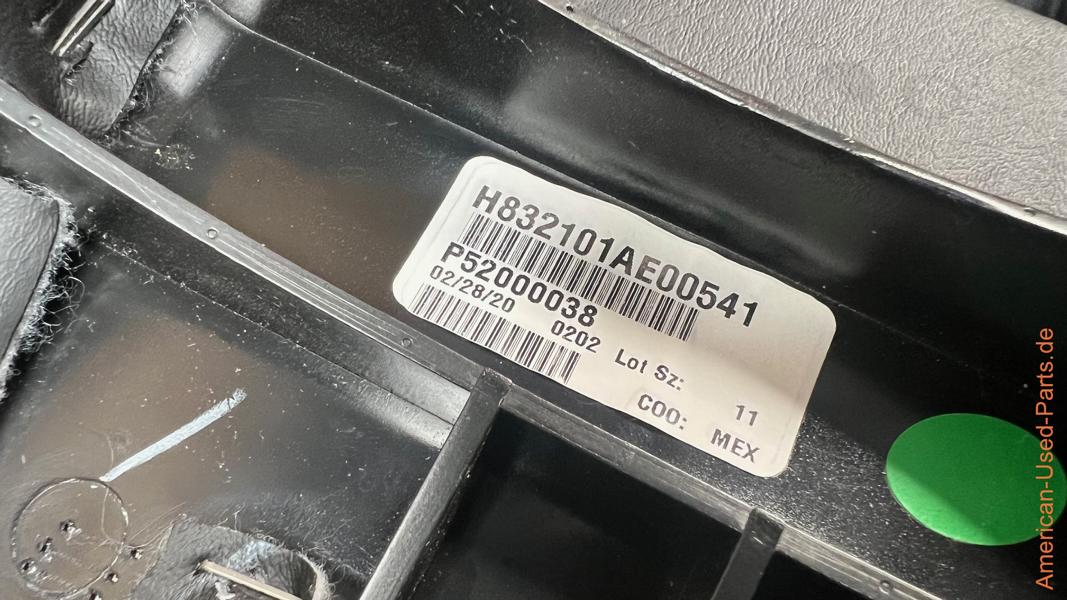 H832101AE00541
P52000038
02/28/20 0202 Lot Sz: 11
COO: MEX
American-Used-Parts.de